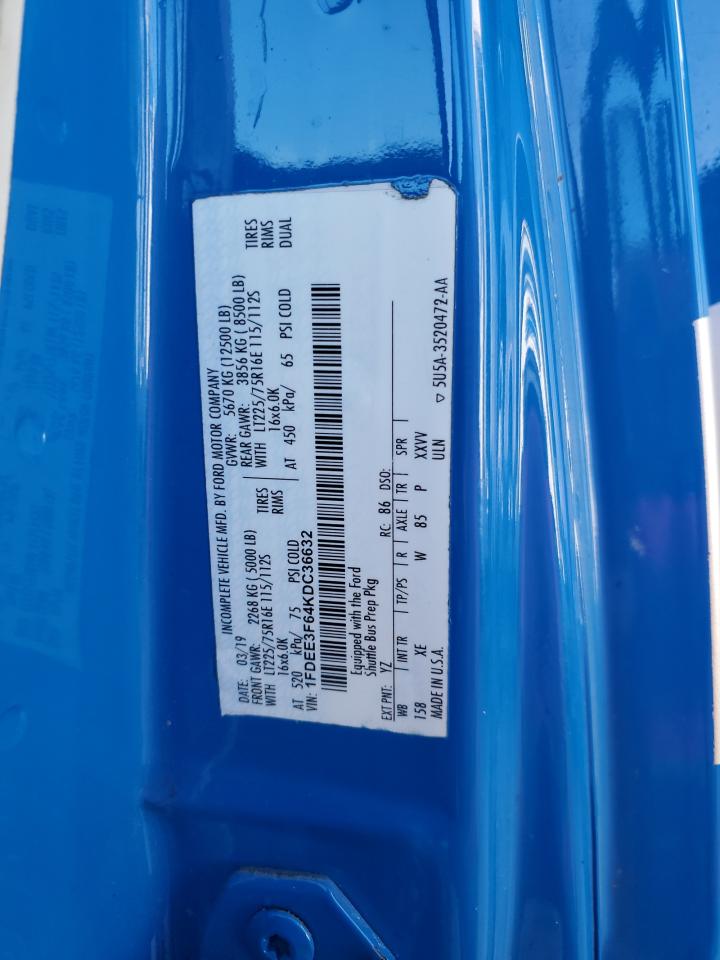 INCOMPLETE VEHICLE MFD. BY FORD MOTOR COMPANY
DATE: 03/19 GVWR: 5670 KG (12500 LB)
FRONT GAWR: 2268 KG (5000 LB) REAR GAWR: 3856 KG ( 8500 LB)
WITH LT225/75R16E 115/112S TIRES WITH LT225/75R16E 115/112S TIRES
16x6.0K RIMS 16x6.0K RIMS
AT 520 kPa/ 75 PSI COLD AT 450 kPa/ 65 PSI COLD DUAL
VIN: 1FDEE3F64KDC36632
Equipped with the Ford
Shuttle Bus Prep Pkg
EXT PNT: YZ RC: 86 DSO:
WB INT TR TP/PS R AXLE TR SPR
158 XE W 85 P XXVV
MADE IN U.S.A. ULN
▽ 5U5A-3520472-AA